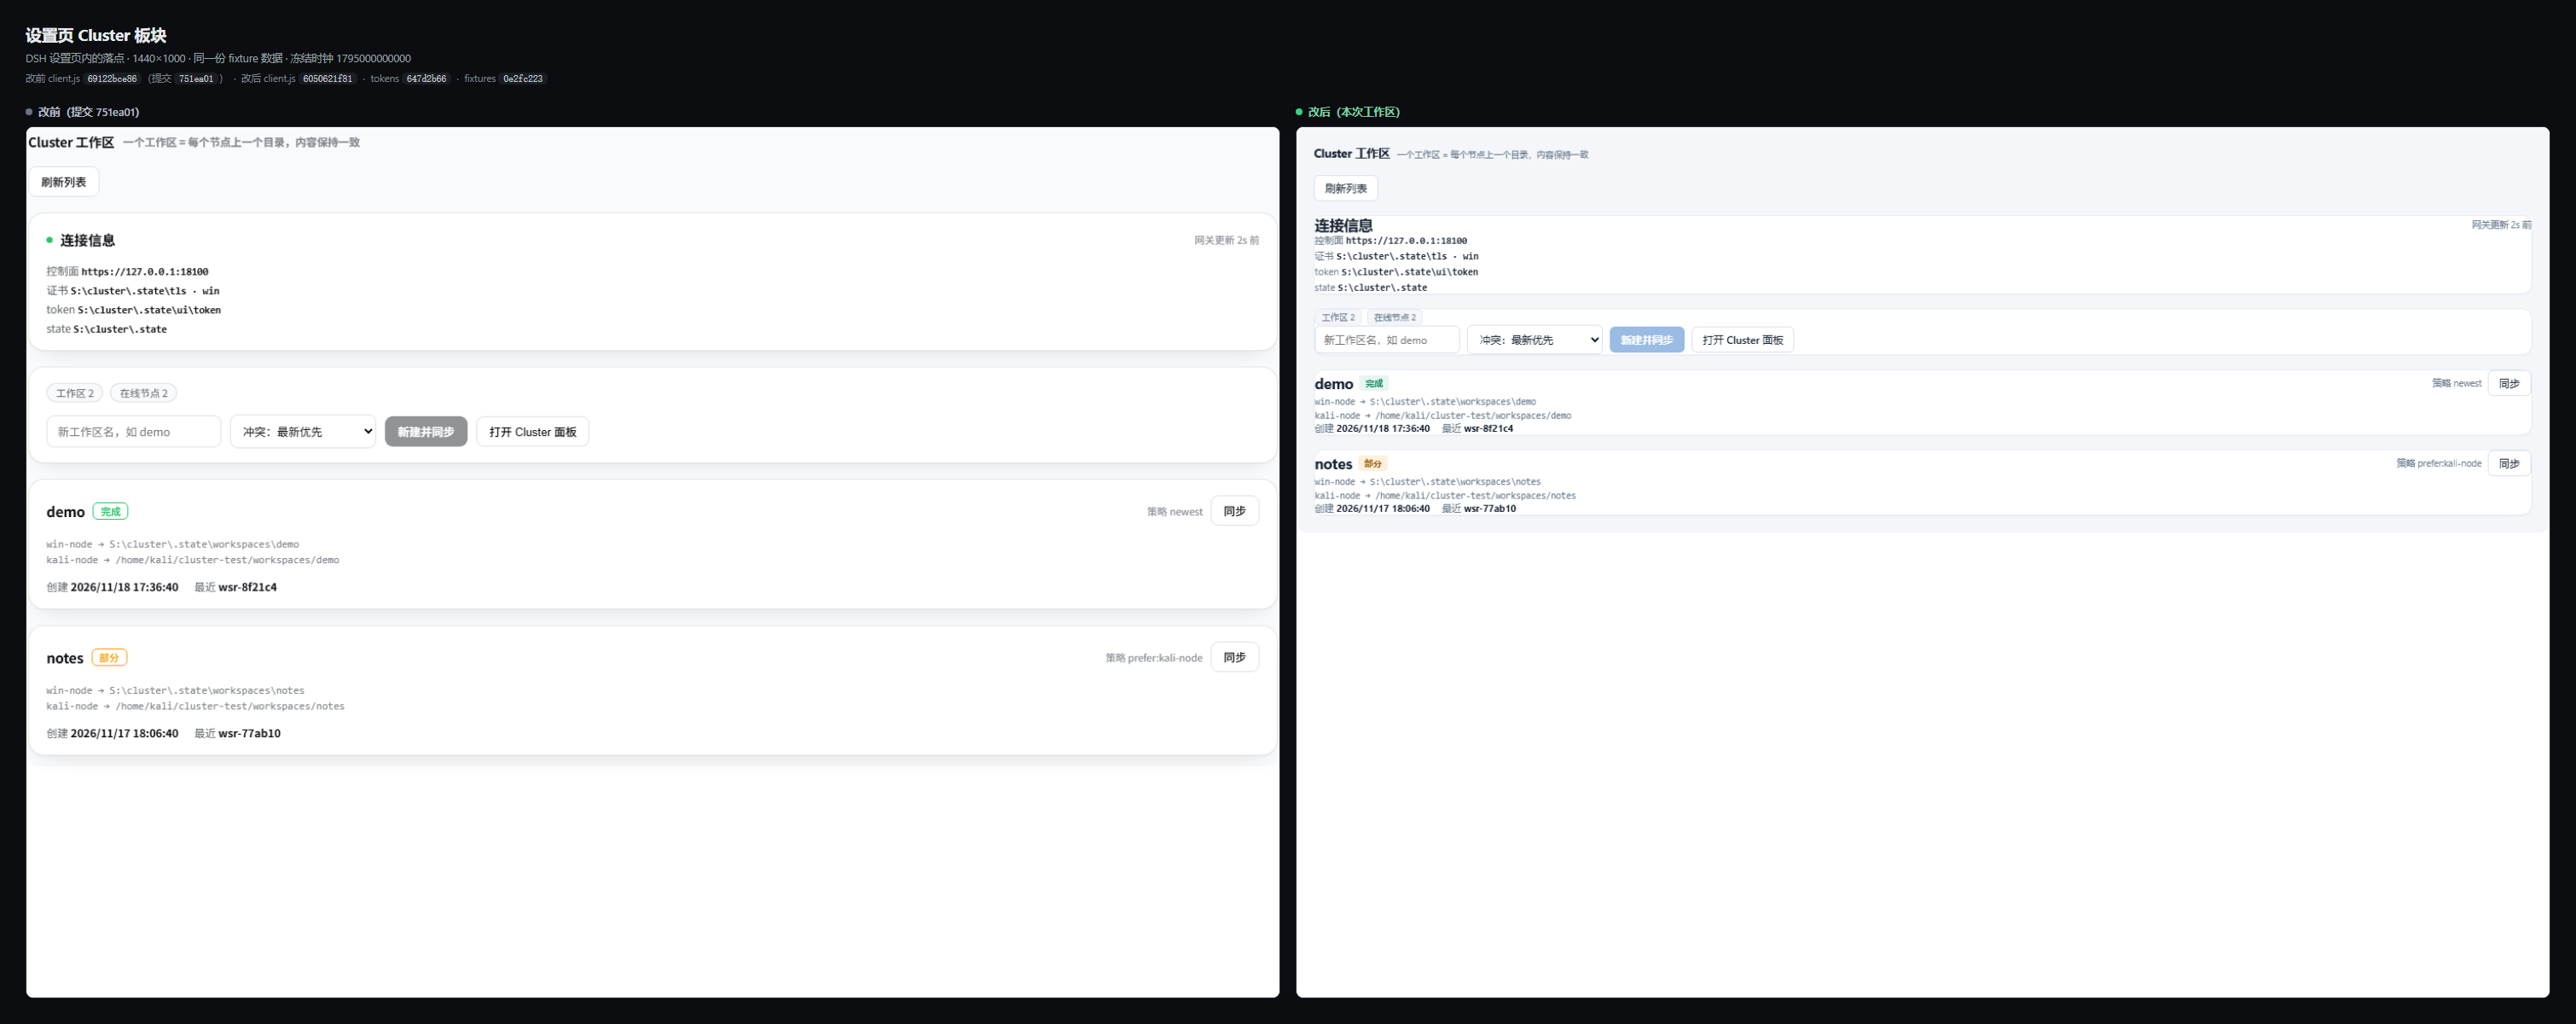 设置页 Cluster 板块
DSH 设置页内的落点 · 1440×1000 · 同一份 fixture 数据 · 冻结时钟 1795000000000
改前 client.js 69122bce86 (提交 751ea01) · 改后 client.js 6050621f81 · tokens 647d2b66 · fixtures 0e2fc223
改前 (提交 751ea01)
Cluster 工作区 一个工作区 = 每个节点上一个目录，内容保持一致
刷新列表
连接信息 网关更新 2s 前
控制面 https://127.0.0.1:18100
证书 S:\cluster\.state\tls · win
token S:\cluster\.state\ui\token
state S:\cluster\.state
工作区 2 在线节点 2
新工作区名，如 demo 冲突：最新优先 新建并同步 打开 Cluster 面板
demo 完成 策略 newest 同步
win-node → S:\cluster\.state\workspaces\demo
kali-node → /home/kali/cluster-test/workspaces/demo
创建 2026/11/18 17:36:40 最近 wsr-8f21c4
notes 部分 策略 prefer:kali-node 同步
win-node → S:\cluster\.state\workspaces\notes
kali-node → /home/kali/cluster-test/workspaces/notes
创建 2026/11/17 18:06:40 最近 wsr-77ab10
改后 (本次工作区)
Cluster 工作区 一个工作区 = 每个节点上一个目录，内容保持一致
刷新列表
连接信息 网关更新 2s 前
控制面 https://127.0.0.1:18100
证书 S:\cluster\.state\tls · win
token S:\cluster\.state\ui\token
state S:\cluster\.state
工作区 2 在线节点 2
新工作区名，如 demo 冲突：最新优先 新建并同步 打开 Cluster 面板
demo 完成 策略 newest 同步
win-node → S:\cluster\.state\workspaces\demo
kali-node → /home/kali/cluster-test/workspaces/demo
创建 2026/11/18 17:36:40 最近 wsr-8f21c4
notes 部分 策略 prefer:kali-node 同步
win-node → S:\cluster\.state\workspaces\notes
kali-node → /home/kali/cluster-test/workspaces/notes
创建 2026/11/17 18:06:40 最近 wsr-77ab10